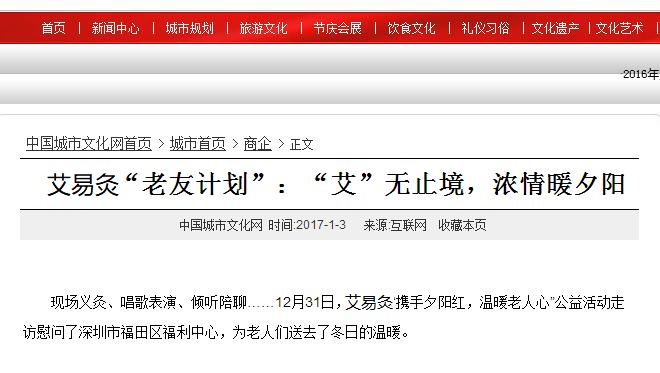 首页 | 新闻中心 | 城市规划 | 旅游文化 | 节庆会展 | 饮食文化 | 礼仪习俗 | 文化遗产 | 文化艺术 |
2016年
中国城市文化网首页 > 城市首页 > 商企 > 正文
艾易灸“老友计划”：“艾”无止境，浓情暖夕阳
中国城市文化网 时间:2017-1-3 来源:互联网 收藏本页
现场义灸、唱歌表演、倾听陪聊……12月31日，艾易灸“携手夕阳红，温暖老人心”公益活动走
访慰问了深圳市福田区福利中心，为老人们送去了冬日的温暖。